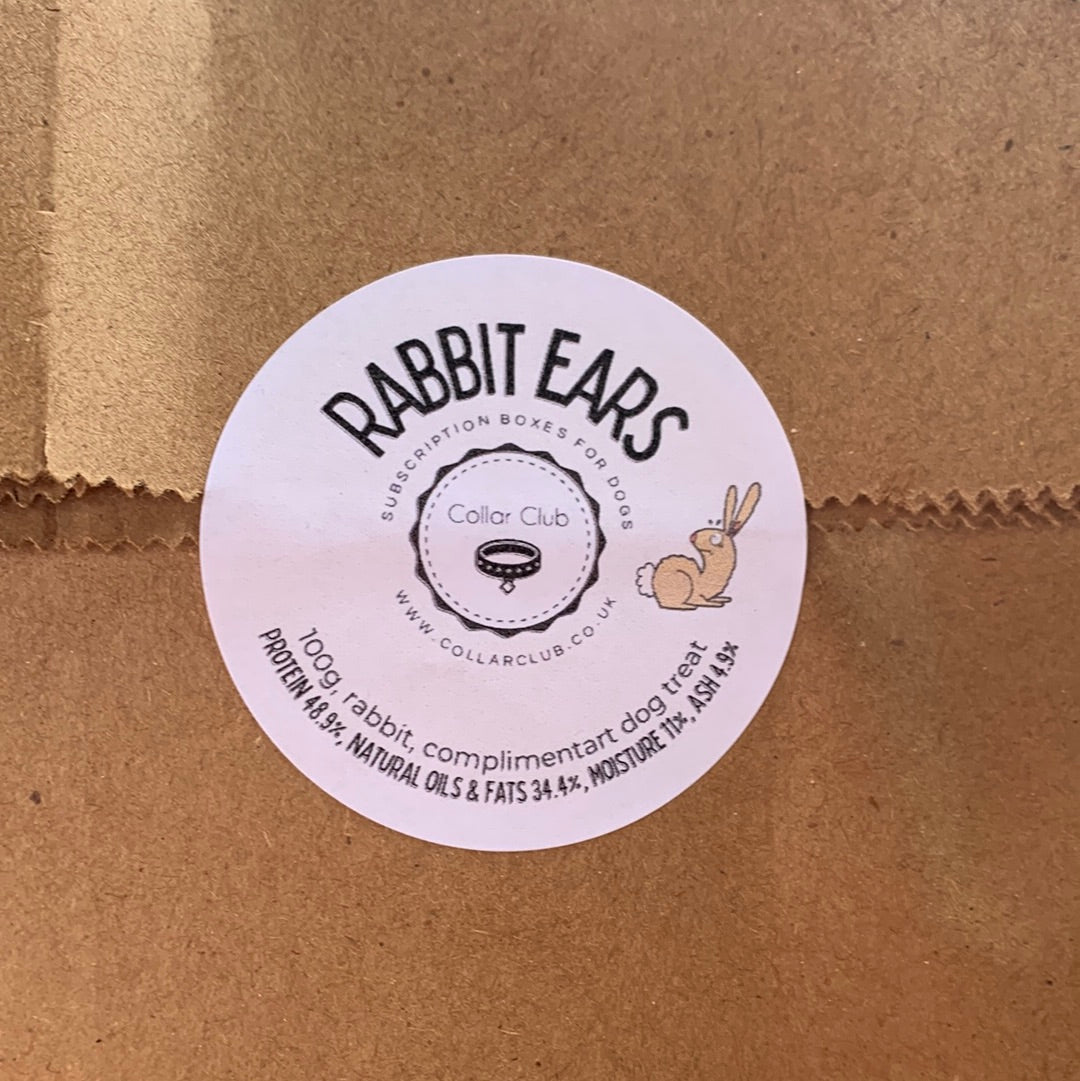 RABBIT EARS
SUBSCRIPTION BOXES FOR DOGS
Collar Club
WWW.COLLARCLUB.CO.UK
100g, rabbit, complimentart dog treat
PROTEIN 48.9%, NATURAL OILS & FATS 34.4%, MOISTURE 11%, ASH 4.9%